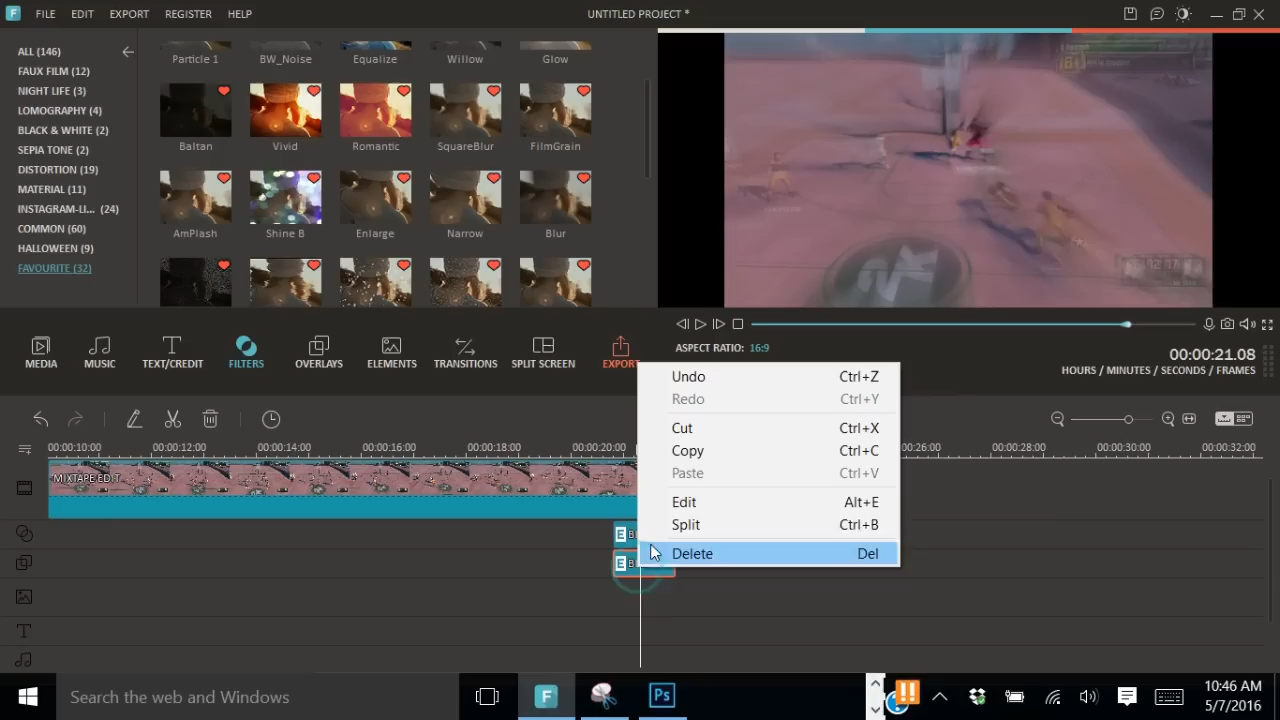 F FILE EDIT EXPORT REGISTER HELP UNTITLED PROJECT *
ALL (146)
FAUX FILM (12)
NIGHT LIFE (3)
LOMOGRAPHY (4)
BLACK & WHITE (2)
SEPIA TONE (2)
DISTORTION (19)
MATERIAL (11)
INSTAGRAM-LI... (24)
COMMON (60)
HALLOWEEN (9)
FAVOURITE (32)
Particle 1 BW_Noise Equalize Willow Glow
Baltan Vivid Romantic SquareBlur FilmGrain
AmPlash Shine B Enlarge Narrow Blur
MEDIA MUSIC TEXT/CREDIT FILTERS OVERLAYS ELEMENTS TRANSITIONS SPLIT SCREEN EXPORT
ASPECT RATIO: 16:9
00:00:21.08
HOURS / MINUTES / SECONDS / FRAMES
Undo Ctrl+Z
Redo Ctrl+Y
Cut Ctrl+X
Copy Ctrl+C
Paste Ctrl+V
Edit Alt+E
Split Ctrl+B
Delete Del
00:00:10:00 00:00:12:00 00:00:14:00 00:00:16:00 00:00:18:00 00:00:20:00 00:00:26:00 00:00:28:00 00:00:30:00 00:00:32:00
MIXTAPE EDIT
E B
E B
T
Search the web and Windows
F
Ps
10:46 AM
5/7/2016